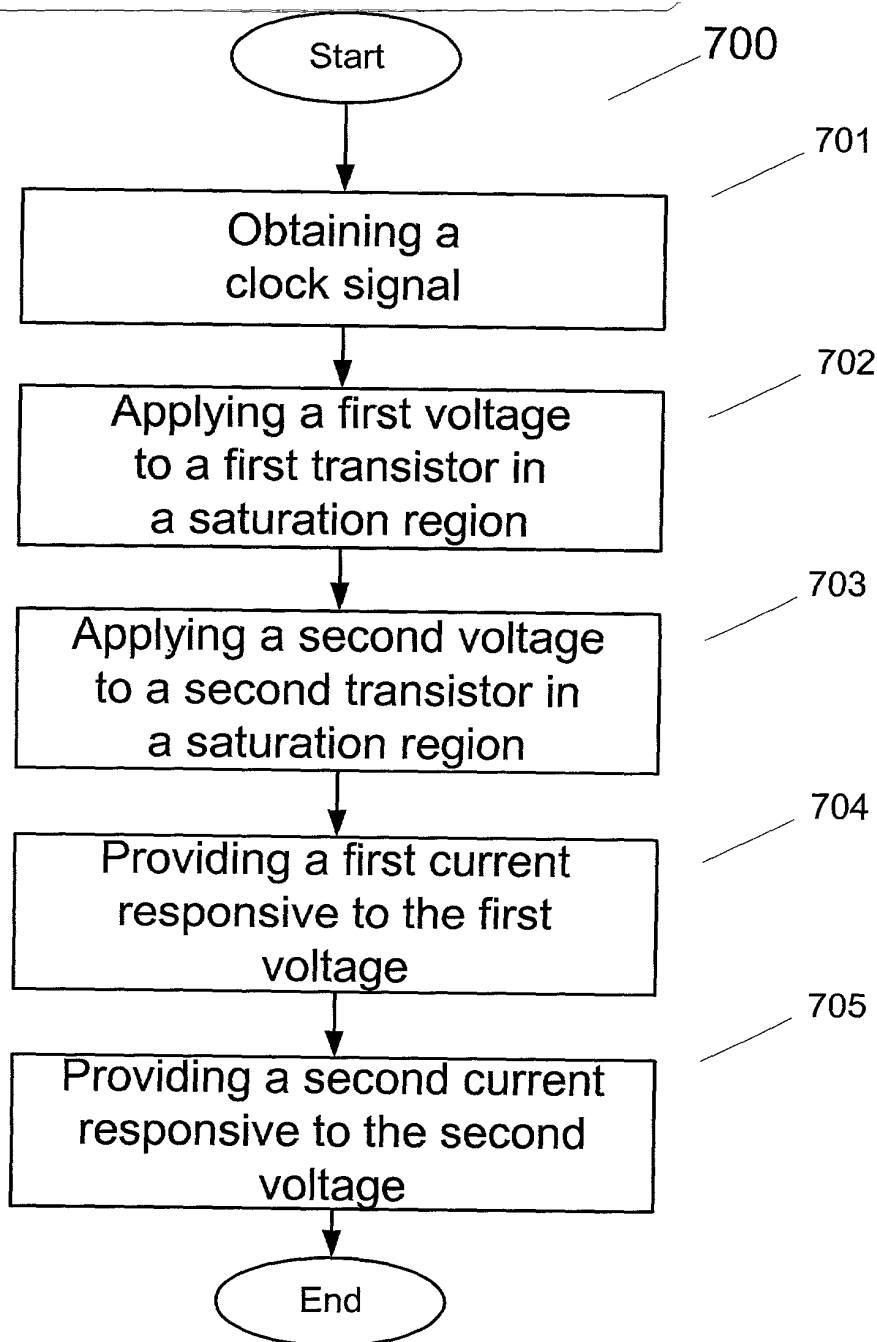 Start
700
701
Obtaining a
clock signal
702
Applying a first voltage
to a first transistor in
a saturation region
703
Applying a second voltage
to a second transistor in
a saturation region
704
Providing a first current
responsive to the first
voltage
705
Providing a second current
responsive to the second
voltage
End